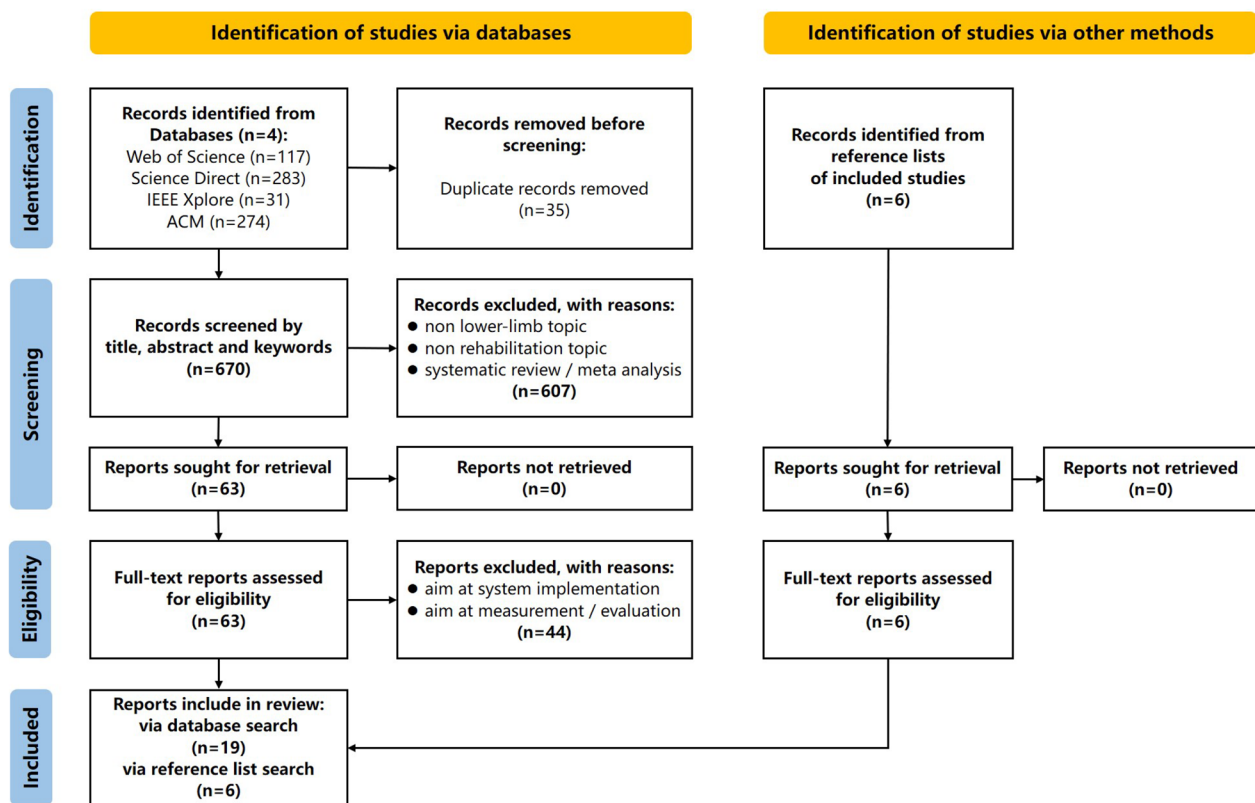 Identification of studies via databases
Identification of studies via other methods
Identification
Records identified from
Databases (n=4):
Web of Science (n=117)
Science Direct (n=283)
IEEE Xplore (n=31)
ACM (n=274)
Records removed before
screening:
Duplicate records removed
(n=35)
Records identified from
reference lists
of included studies
(n=6)
Screening
Records screened by
title, abstract and keywords
(n=670)
Records excluded, with reasons:
● non lower-limb topic
● non rehabilitation topic
● systematic review / meta analysis
(n=607)
Reports sought for retrieval
(n=63)
Reports not retrieved
(n=0)
Reports sought for retrieval
(n=6)
Reports not retrieved
(n=0)
Eligibility
Full-text reports assessed
for eligibility
(n=63)
Reports excluded, with reasons:
● aim at system implementation
● aim at measurement / evaluation
(n=44)
Full-text reports assessed
for eligibility
(n=6)
Included
Reports include in review:
via database search
(n=19)
via reference list search
(n=6)